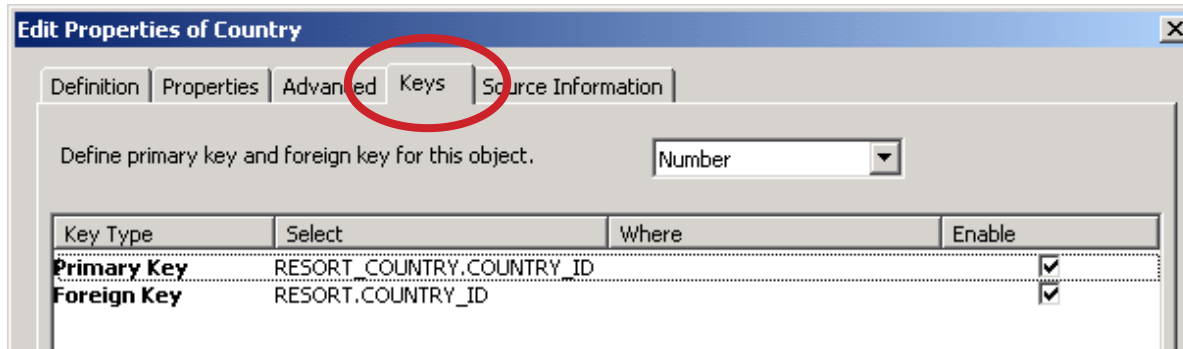 Edit Properties of Country
Definition Properties Advanced Keys Source Information
Define primary key and foreign key for this object. Number
Key Type Select Where Enable
Primary Key RESORT_COUNTRY.COUNTRY_ID
Foreign Key RESORT.COUNTRY_ID